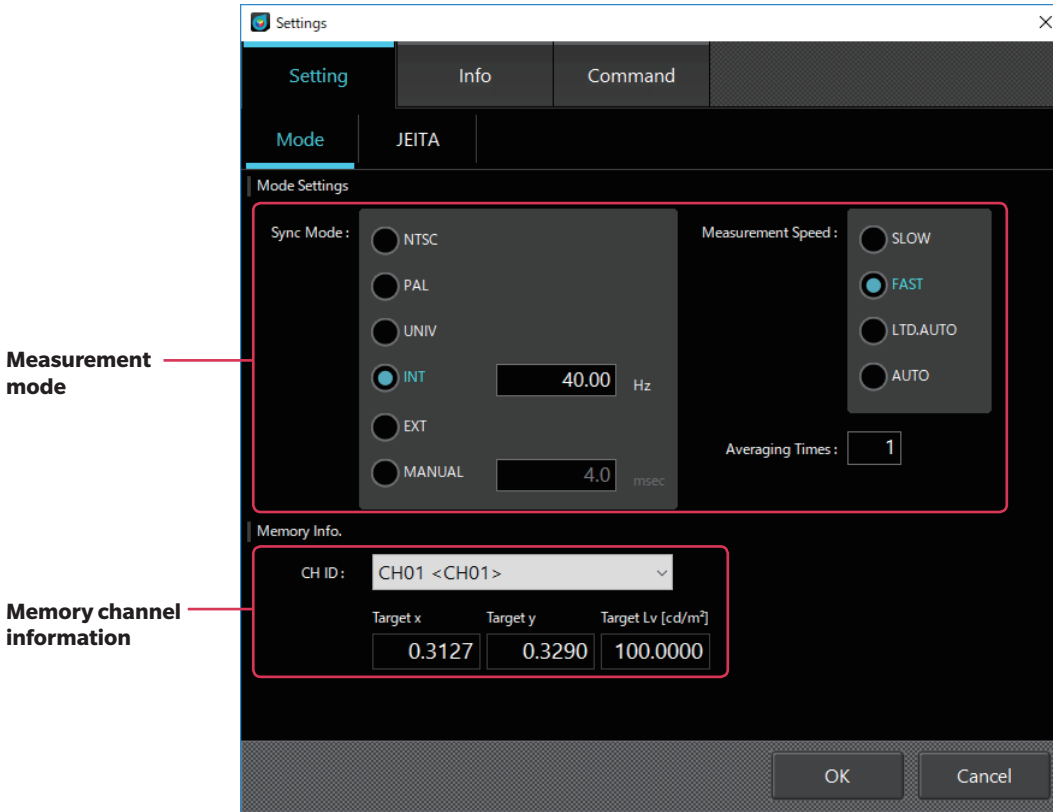 Settings
Setting
Info
Command
Mode
JEITA
Mode Settings
Sync Mode :
NTSC
PAL
UNIV
INT
40.00
Hz
EXT
MANUAL
4.0
msec
Measurement Speed :
SLOW
FAST
LTD.AUTO
AUTO
Averaging Times :
1
Measurement
mode
Memory Info.
CH ID :
CH01 <CH01>
Target x
Target y
Target Lv [cd/m²]
0.3127
0.3290
100.0000
Memory channel
information
OK
Cancel